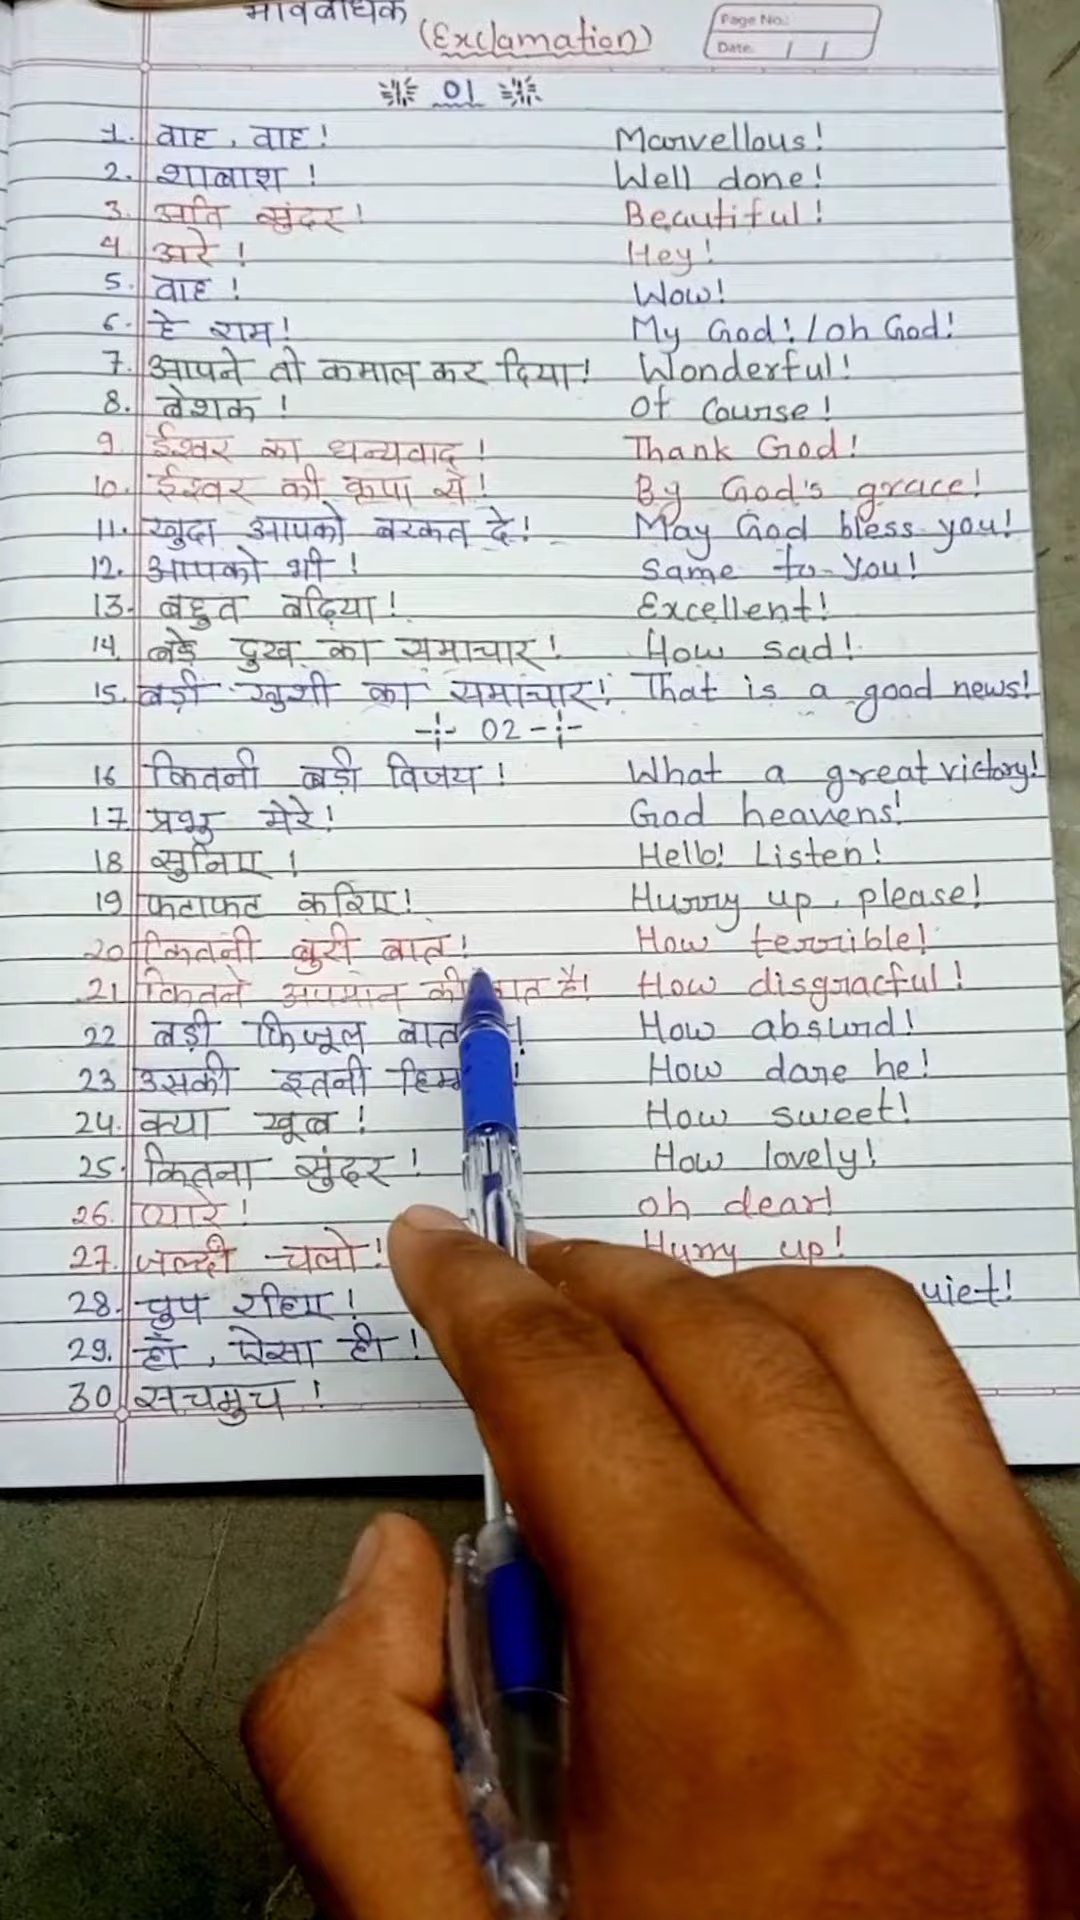 भावबोधक (Exclamation) Page No.:
Date: / /
01
1. वाह, वाह! Marvellous!
2. शाबाश! Well done!
3. अति सुंदर! Beautiful!
4. अरे! Hey!
5. वाह! Wow!
6. हे राम! My God! / oh God!
7. आपने तो कमाल कर दिया! Wonderful!
8. बेशक! Of course!
9. ईश्वर का धन्यवाद! Thank God!
10. ईश्वर की कृपा से! By God's grace!
11. खुदा आपको बरकत दे! May God bless you!
12. आपको भी! Same to You!
13. बहुत बढ़िया! Excellent!
14. बड़े दुख का समाचार! How sad!
15. बड़ी खुशी का समाचार! That is a good news!
02
16 कितनी बड़ी विजय! What a great victory!
17 प्रभु मेरे! God heavens!
18 सुनिए! Hello! Listen!
19 फटाफट करिए! Hurry up, please!
20 कितनी बुरी बात! How terrible!
21 कितने अपमान की बात है! How disgracful!
22 बड़ी फिजूल बात ! How absurd!
23 उसकी इतनी ! How dare he!
24. क्या खूब! How sweet!
25. कितना सुंदर! How lovely!
26. प्यारे! oh dear!
27. जल्दी चलो! Hurry up!
28. चुप रहिए! uiet!
29. हाँ, ऐसा ही!
30 सचमुच!